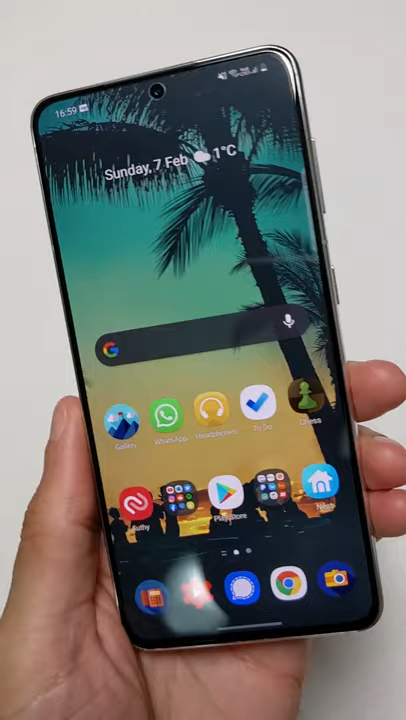 16:59
Sunday, 7 Feb 1°C
G
Gallery
WhatsApp
Headphones
To Do
Chess
Authy
Play Store
Nest